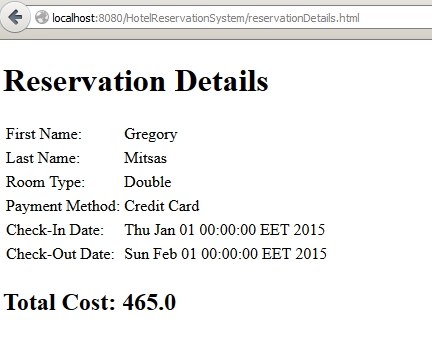 localhost:8080/HotelReservationSystem/reservationDetails.html
Reservation Details
First Name: Gregory
Last Name: Mitsas
Room Type: Double
Payment Method: Credit Card
Check-In Date: Thu Jan 01 00:00:00 EET 2015
Check-Out Date: Sun Feb 01 00:00:00 EET 2015
Total Cost: 465.0